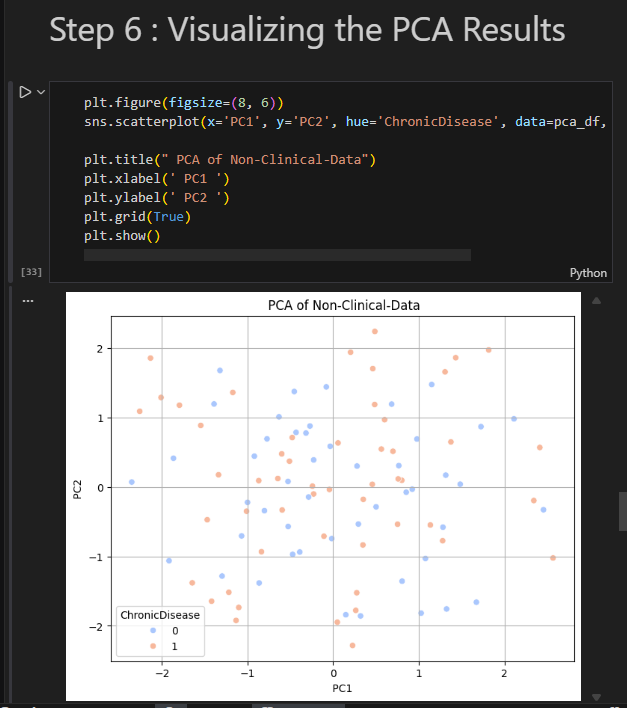 Step 6 : Visualizing the PCA Results
plt.figure(figsize=(8, 6))
sns.scatterplot(x='PC1', y='PC2', hue='ChronicDisease', data=pca_df,
plt.title(" PCA of Non-Clinical-Data")
plt.xlabel(' PC1 ')
plt.ylabel(' PC2 ')
plt.grid(True)
plt.show()
[33]
Python
...
PCA of Non-Clinical-Data
2
1
0
−1
−2
PC2
ChronicDisease
0
1
−2
−1
0
1
2
PC1